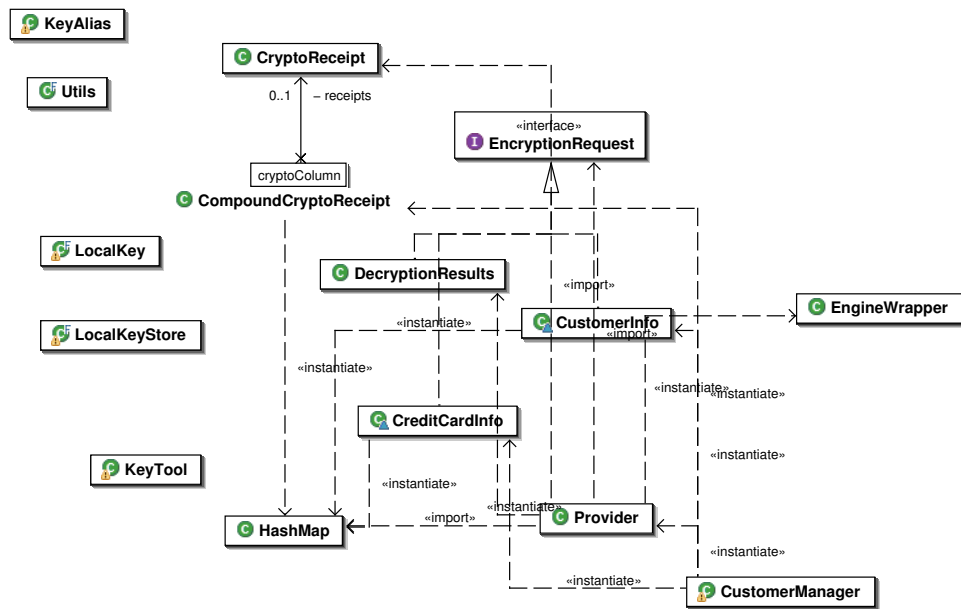 KeyAlias
CryptoReceipt
Utils
0..1
– receipts
«interface»
EncryptionRequest
cryptoColumn
CompoundCryptoReceipt
LocalKey
DecryptionResults
«import»
EngineWrapper
CustomerInfo
«instantiate»
«import»
LocalKeyStore
«instantiate»
«instantiate»
«instantiate»
CreditCardInfo
«instantiate»
KeyTool
«instantiate»
«instantiate»
HashMap
«import»
Provider
«instantiate»
«instantiate»
CustomerManager